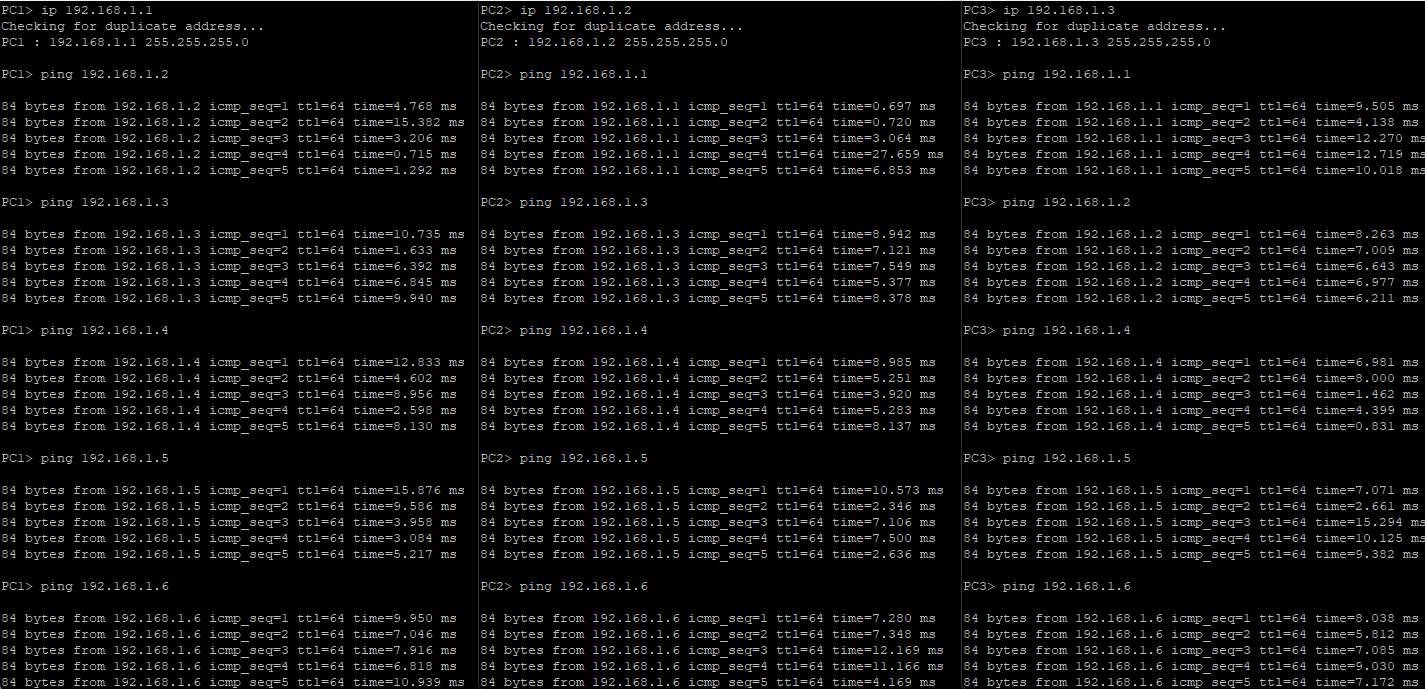 PC1> ip 192.168.1.1
Checking for duplicate address...
PC1 : 192.168.1.1 255.255.255.0
PC1> ping 192.168.1.2
84 bytes from 192.168.1.2 icmp_seq=1 ttl=64 time=4.768 ms
84 bytes from 192.168.1.2 icmp_seq=2 ttl=64 time=15.382 ms
84 bytes from 192.168.1.2 icmp_seq=3 ttl=64 time=3.206 ms
84 bytes from 192.168.1.2 icmp_seq=4 ttl=64 time=0.715 ms
84 bytes from 192.168.1.2 icmp_seq=5 ttl=64 time=1.292 ms
PC1> ping 192.168.1.3
84 bytes from 192.168.1.3 icmp_seq=1 ttl=64 time=10.735 ms
84 bytes from 192.168.1.3 icmp_seq=2 ttl=64 time=1.633 ms
84 bytes from 192.168.1.3 icmp_seq=3 ttl=64 time=6.392 ms
84 bytes from 192.168.1.3 icmp_seq=4 ttl=64 time=6.845 ms
84 bytes from 192.168.1.3 icmp_seq=5 ttl=64 time=9.940 ms
PC1> ping 192.168.1.4
84 bytes from 192.168.1.4 icmp_seq=1 ttl=64 time=12.833 ms
84 bytes from 192.168.1.4 icmp_seq=2 ttl=64 time=4.602 ms
84 bytes from 192.168.1.4 icmp_seq=3 ttl=64 time=8.956 ms
84 bytes from 192.168.1.4 icmp_seq=4 ttl=64 time=2.598 ms
84 bytes from 192.168.1.4 icmp_seq=5 ttl=64 time=8.130 ms
PC1> ping 192.168.1.5
84 bytes from 192.168.1.5 icmp_seq=1 ttl=64 time=15.876 ms
84 bytes from 192.168.1.5 icmp_seq=2 ttl=64 time=9.586 ms
84 bytes from 192.168.1.5 icmp_seq=3 ttl=64 time=3.958 ms
84 bytes from 192.168.1.5 icmp_seq=4 ttl=64 time=3.084 ms
84 bytes from 192.168.1.5 icmp_seq=5 ttl=64 time=5.217 ms
PC1> ping 192.168.1.6
84 bytes from 192.168.1.6 icmp_seq=1 ttl=64 time=9.950 ms
84 bytes from 192.168.1.6 icmp_seq=2 ttl=64 time=7.046 ms
84 bytes from 192.168.1.6 icmp_seq=3 ttl=64 time=7.916 ms
84 bytes from 192.168.1.6 icmp_seq=4 ttl=64 time=6.818 ms
84 bytes from 192.168.1.6 icmp_seq=5 ttl=64 time=10.939 ms
PC2> ip 192.168.1.2
Checking for duplicate address...
PC2 : 192.168.1.2 255.255.255.0
PC2> ping 192.168.1.1
84 bytes from 192.168.1.1 icmp_seq=1 ttl=64 time=0.697 ms
84 bytes from 192.168.1.1 icmp_seq=2 ttl=64 time=0.720 ms
84 bytes from 192.168.1.1 icmp_seq=3 ttl=64 time=3.064 ms
84 bytes from 192.168.1.1 icmp_seq=4 ttl=64 time=27.659 ms
84 bytes from 192.168.1.1 icmp_seq=5 ttl=64 time=6.853 ms
PC2> ping 192.168.1.3
84 bytes from 192.168.1.3 icmp_seq=1 ttl=64 time=8.942 ms
84 bytes from 192.168.1.3 icmp_seq=2 ttl=64 time=7.121 ms
84 bytes from 192.168.1.3 icmp_seq=3 ttl=64 time=7.549 ms
84 bytes from 192.168.1.3 icmp_seq=4 ttl=64 time=5.377 ms
84 bytes from 192.168.1.3 icmp_seq=5 ttl=64 time=8.378 ms
PC2> ping 192.168.1.4
84 bytes from 192.168.1.4 icmp_seq=1 ttl=64 time=8.985 ms
84 bytes from 192.168.1.4 icmp_seq=2 ttl=64 time=5.251 ms
84 bytes from 192.168.1.4 icmp_seq=3 ttl=64 time=3.920 ms
84 bytes from 192.168.1.4 icmp_seq=4 ttl=64 time=5.283 ms
84 bytes from 192.168.1.4 icmp_seq=5 ttl=64 time=8.137 ms
PC2> ping 192.168.1.5
84 bytes from 192.168.1.5 icmp_seq=1 ttl=64 time=10.573 ms
84 bytes from 192.168.1.5 icmp_seq=2 ttl=64 time=2.346 ms
84 bytes from 192.168.1.5 icmp_seq=3 ttl=64 time=7.106 ms
84 bytes from 192.168.1.5 icmp_seq=4 ttl=64 time=7.500 ms
84 bytes from 192.168.1.5 icmp_seq=5 ttl=64 time=2.636 ms
PC2> ping 192.168.1.6
84 bytes from 192.168.1.6 icmp_seq=1 ttl=64 time=7.280 ms
84 bytes from 192.168.1.6 icmp_seq=2 ttl=64 time=7.348 ms
84 bytes from 192.168.1.6 icmp_seq=3 ttl=64 time=12.169 ms
84 bytes from 192.168.1.6 icmp_seq=4 ttl=64 time=11.166 ms
84 bytes from 192.168.1.6 icmp_seq=5 ttl=64 time=4.169 ms
PC3> ip 192.168.1.3
Checking for duplicate address...
PC3 : 192.168.1.3 255.255.255.0
PC3> ping 192.168.1.1
84 bytes from 192.168.1.1 icmp_seq=1 ttl=64 time=9.505 ms
84 bytes from 192.168.1.1 icmp_seq=2 ttl=64 time=4.138 ms
84 bytes from 192.168.1.1 icmp_seq=3 ttl=64 time=12.270 ms
84 bytes from 192.168.1.1 icmp_seq=4 ttl=64 time=12.719 ms
84 bytes from 192.168.1.1 icmp_seq=5 ttl=64 time=10.018 ms
PC3> ping 192.168.1.2
84 bytes from 192.168.1.2 icmp_seq=1 ttl=64 time=8.263 ms
84 bytes from 192.168.1.2 icmp_seq=2 ttl=64 time=7.009 ms
84 bytes from 192.168.1.2 icmp_seq=3 ttl=64 time=6.643 ms
84 bytes from 192.168.1.2 icmp_seq=4 ttl=64 time=6.977 ms
84 bytes from 192.168.1.2 icmp_seq=5 ttl=64 time=6.211 ms
PC3> ping 192.168.1.4
84 bytes from 192.168.1.4 icmp_seq=1 ttl=64 time=6.981 ms
84 bytes from 192.168.1.4 icmp_seq=2 ttl=64 time=8.000 ms
84 bytes from 192.168.1.4 icmp_seq=3 ttl=64 time=1.462 ms
84 bytes from 192.168.1.4 icmp_seq=4 ttl=64 time=4.399 ms
84 bytes from 192.168.1.4 icmp_seq=5 ttl=64 time=0.831 ms
PC3> ping 192.168.1.5
84 bytes from 192.168.1.5 icmp_seq=1 ttl=64 time=7.071 ms
84 bytes from 192.168.1.5 icmp_seq=2 ttl=64 time=2.661 ms
84 bytes from 192.168.1.5 icmp_seq=3 ttl=64 time=15.294 ms
84 bytes from 192.168.1.5 icmp_seq=4 ttl=64 time=10.125 ms
84 bytes from 192.168.1.5 icmp_seq=5 ttl=64 time=9.382 ms
PC3> ping 192.168.1.6
84 bytes from 192.168.1.6 icmp_seq=1 ttl=64 time=8.038 ms
84 bytes from 192.168.1.6 icmp_seq=2 ttl=64 time=5.812 ms
84 bytes from 192.168.1.6 icmp_seq=3 ttl=64 time=7.085 ms
84 bytes from 192.168.1.6 icmp_seq=4 ttl=64 time=9.030 ms
84 bytes from 192.168.1.6 icmp_seq=5 ttl=64 time=7.172 ms